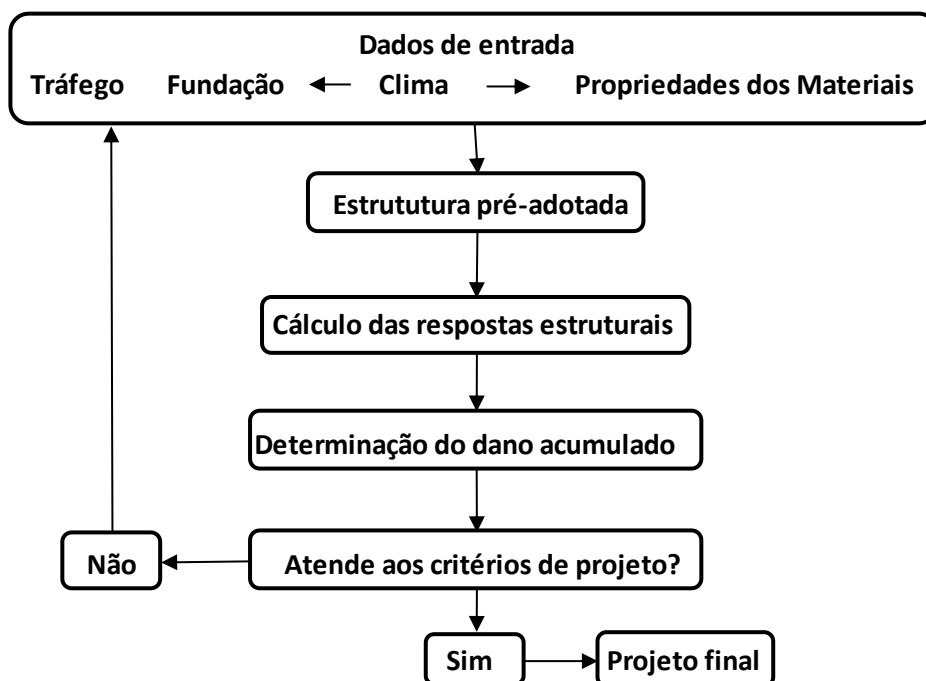 Dados de entrada
Tráfego Fundação Clima Propriedades dos Materiais
Estrututura pré-adotada
Cálculo das respostas estruturais
Determinação do dano acumulado
Não Atende aos critérios de projeto?
Sim Projeto final